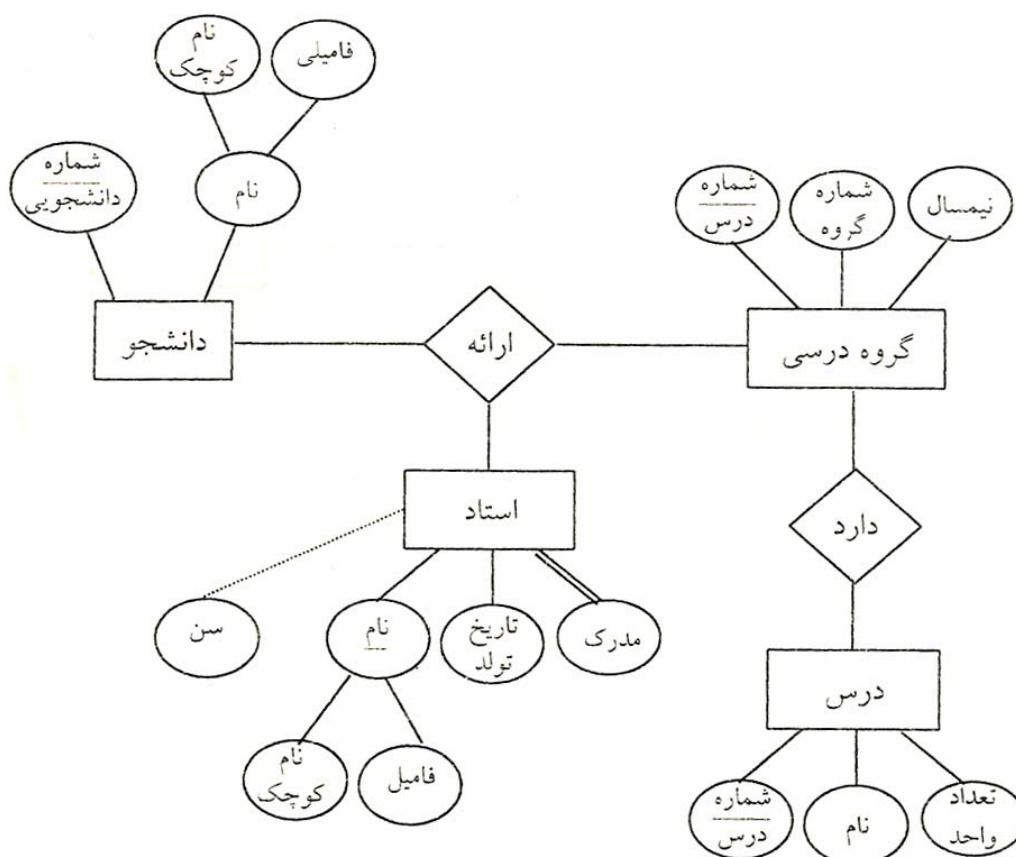 نام
کوچک
فامیلی
شماره
دانشجویی
نام
شماره
درس
شماره
گروه
نیمسال
دانشجو
ارائه
گروه درسی
استاد
دارد
سن
نام
تاریخ
تولد
مدرک
درس
نام
کوچک
فامیل
شماره
درس
نام
تعداد
واحد